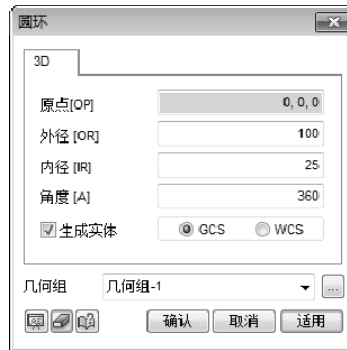 圆环
3D
原点[OP] 0, 0, 0
外径 [OR] 100
内径 [IR] 25
角度 [A] 360
生成实体 GCS WCS
几何组 几何组-1 ...
确认 取消 适用